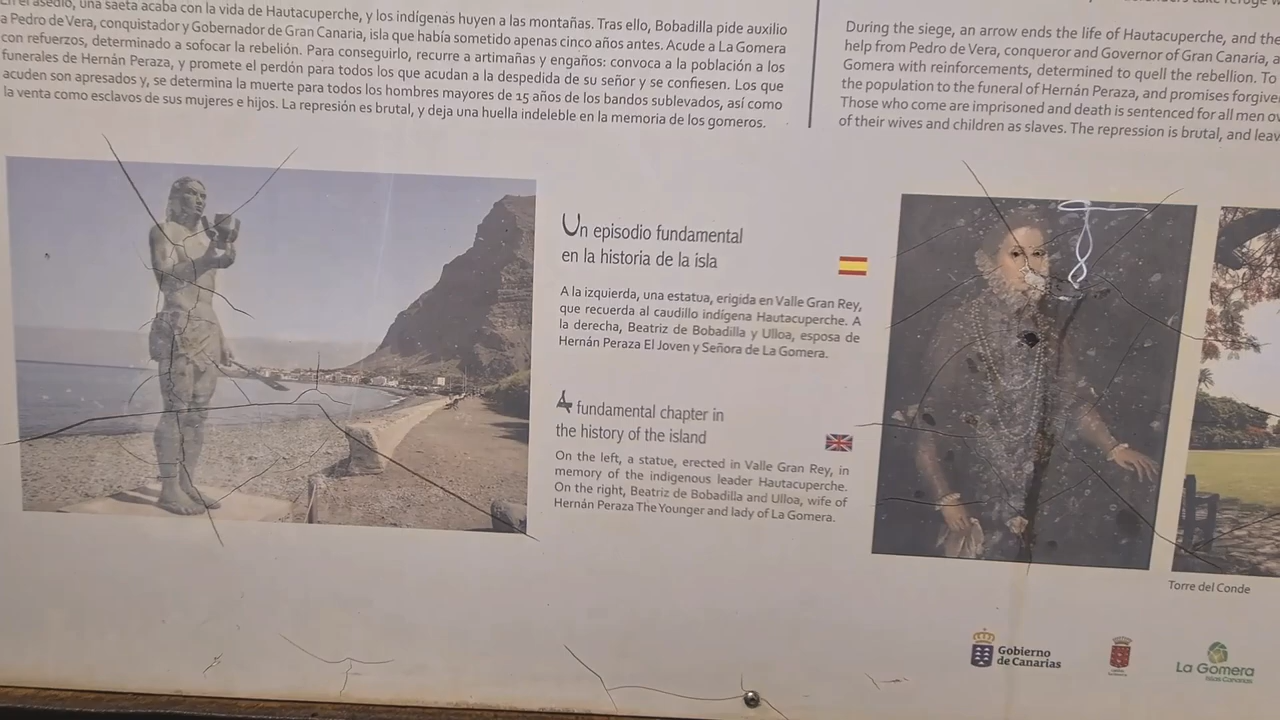 En el asedio, una saeta acaba con la vida de Hautacuperche, y los indígenas huyen a las montañas. Tras ello, Bobadilla pide auxilio
a Pedro de Vera, conquistador y Gobernador de Gran Canaria, isla que había sometido apenas cinco años antes. Acude a La Gomera
con refuerzos, determinado a sofocar la rebelión. Para conseguirlo, recurre a artimañas y engaños: convoca a la población a los
funerales de Hernán Peraza, y promete el perdón para todos los que acudan a la despedida de su señor y se confiesen. Los que
acuden son apresados y, se determina la muerte para todos los hombres mayores de 15 años de los bandos sublevados, así como
la venta como esclavos de sus mujeres e hijos. La represión es brutal, y deja una huella indeleble en la memoria de los gomeros.
During the siege, an arrow ends the life of Hautacuperche, and the
help from Pedro de Vera, conqueror and Governor of Gran Canaria, a
Gomera with reinforcements, determined to quell the rebellion. To
the population to the funeral of Hernán Peraza, and promises forgive
Those who come are imprisoned and death is sentenced for all men ov
of their wives and children as slaves. The repression is brutal, and leav
Un episodio fundamental
en la historia de la isla
A la izquierda, una estatua, erigida en Valle Gran Rey,
que recuerda al caudillo indígena Hautacuperche. A
la derecha, Beatriz de Bobadilla y Ulloa, esposa de
Hernán Peraza El Joven y Señora de La Gomera.
A fundamental chapter in
the history of the island
On the left, a statue, erected in Valle Gran Rey, in
memory of the indigenous leader Hautacuperche.
On the right, Beatriz de Bobadilla and Ulloa, wife of
Hernán Peraza The Younger and lady of La Gomera.
Torre del Conde
Gobierno
de Canarias
La Gomera
Islas Canarias